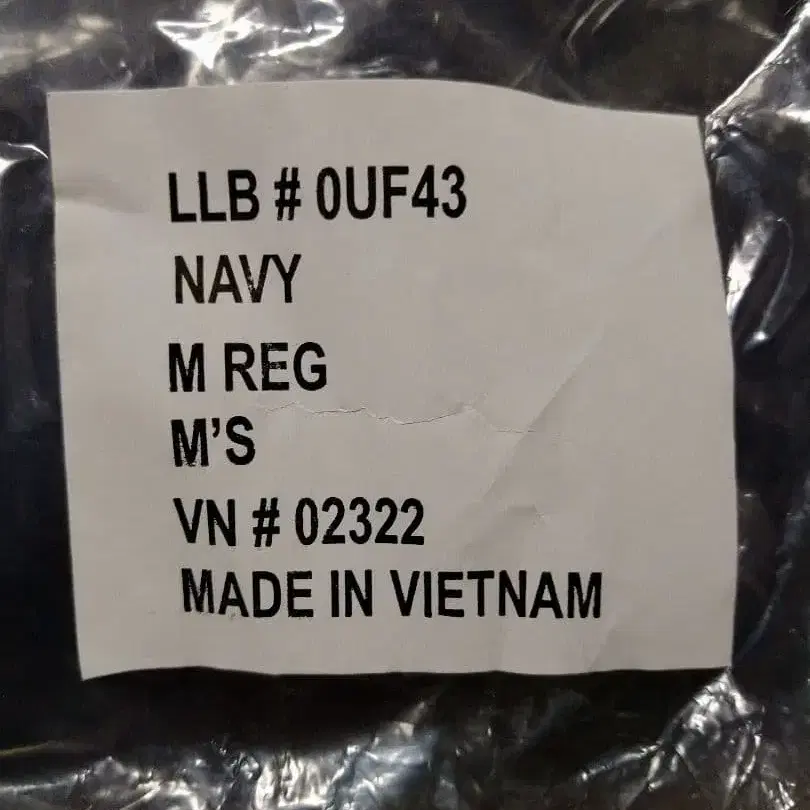 LLB # 0UF43
NAVY
M REG
M'S
VN # 02322
MADE IN VIETNAM